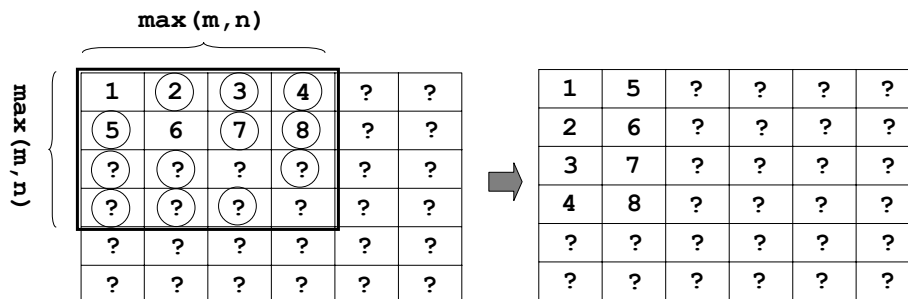 max(m,n)
max(m,n)
1 2 3 4 ? ?
5 6 7 8 ? ?
? ? ? ? ? ?
? ? ? ? ? ?
? ? ? ? ? ?
? ? ? ? ? ?
1 5 ? ? ? ?
2 6 ? ? ? ?
3 7 ? ? ? ?
4 8 ? ? ? ?
? ? ? ? ? ?
? ? ? ? ? ?